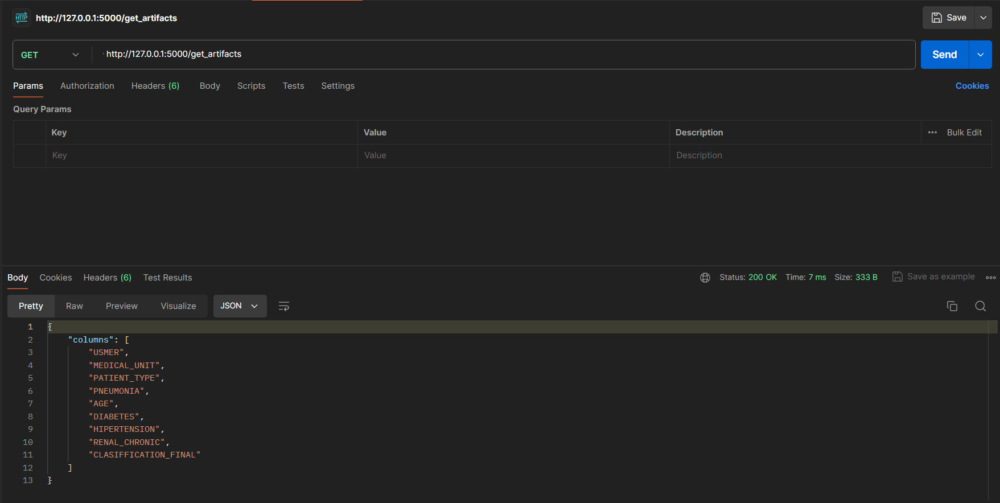 HTTP http://127.0.0.1:5000/get_artifacts Save
GET http://127.0.0.1:5000/get_artifacts Send
Params Authorization Headers (6) Body Scripts Tests Settings Cookies
Query Params
Key Value Description ••• Bulk Edit
Key Value Description
Body Cookies Headers (6) Test Results Status: 200 OK Time: 7 ms Size: 333 B Save as example
Pretty Raw Preview Visualize JSON
1 {
2 "columns": [
3 "USMER",
4 "MEDICAL_UNIT",
5 "PATIENT_TYPE",
6 "PNEUMONIA",
7 "AGE",
8 "DIABETES",
9 "HIPERTENSION",
10 "RENAL_CHRONIC",
11 "CLASIFFICATION_FINAL"
12 ]
13 }